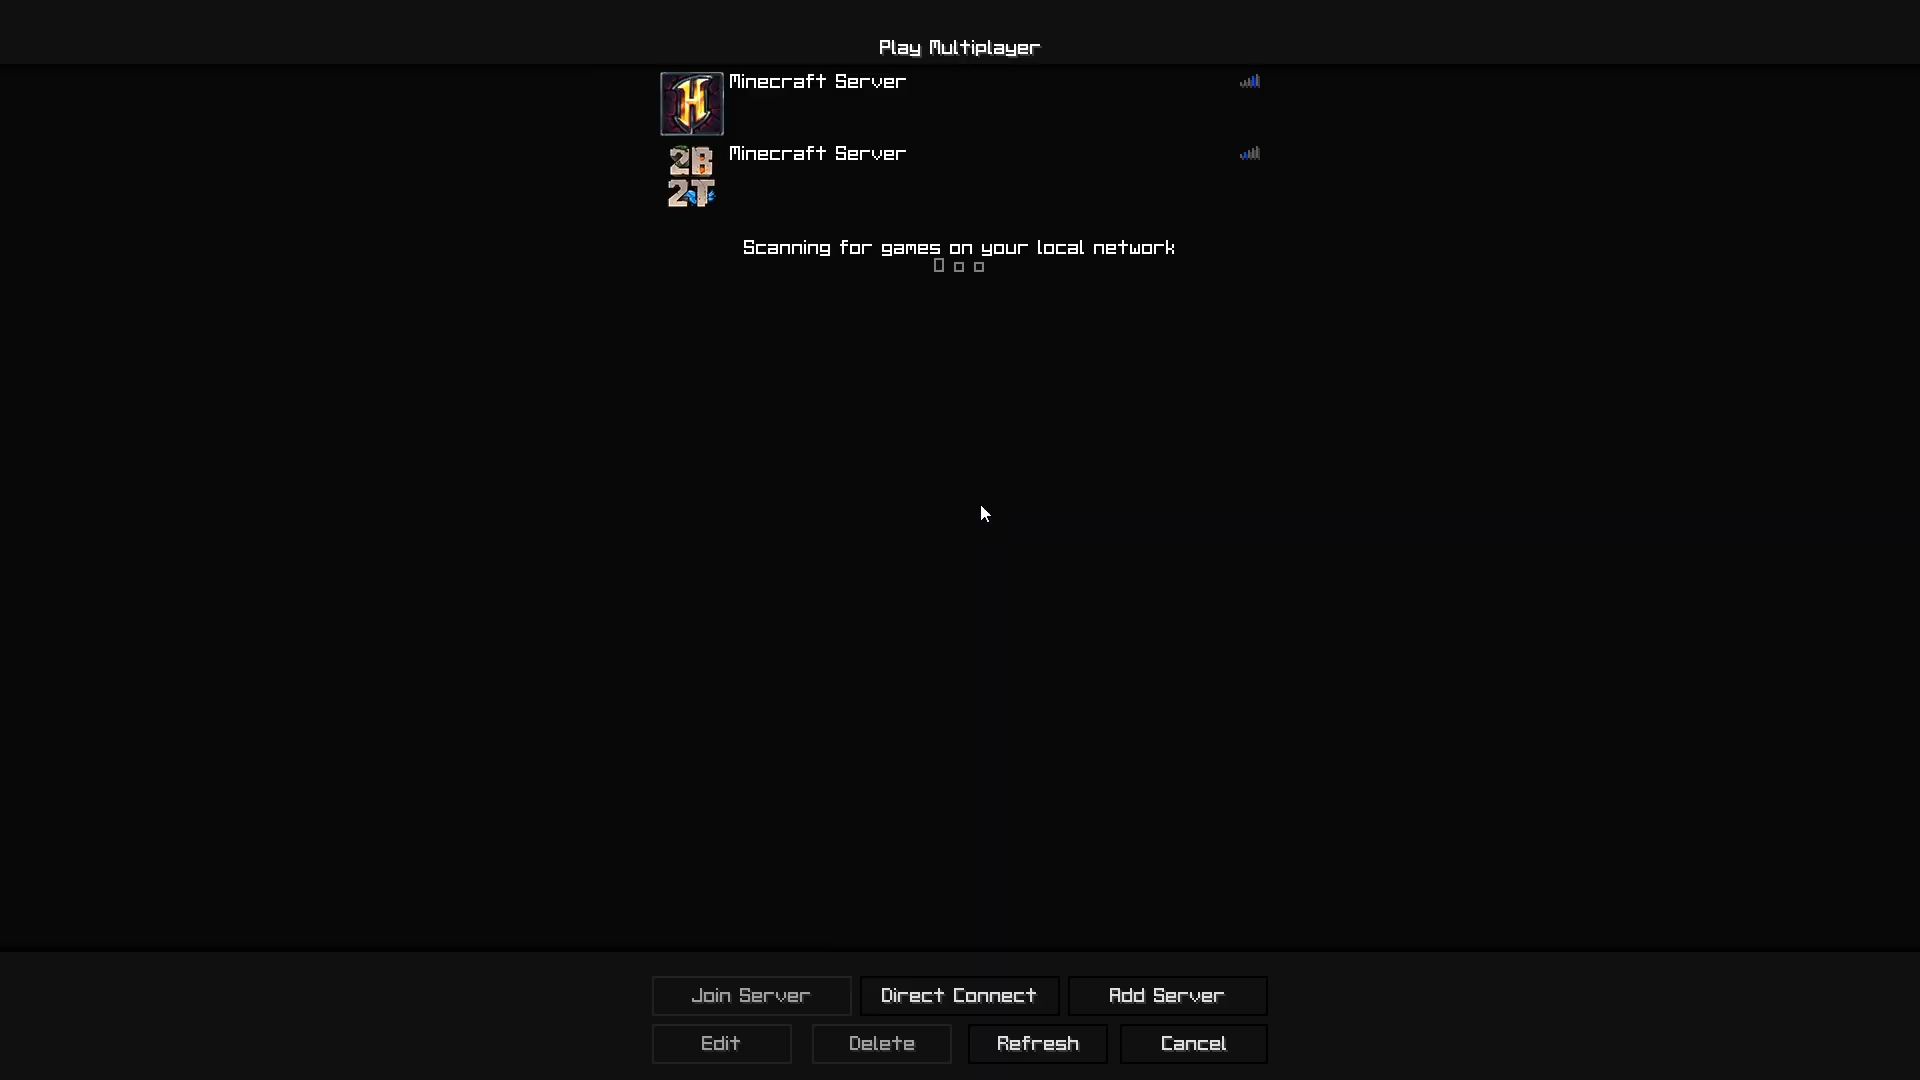 Play Multiplayer
H
Minecraft Server
2B
2T
Minecraft Server
Scanning for games on your local network
Join Server
Direct Connect
Add Server
Edit
Delete
Refresh
Cancel